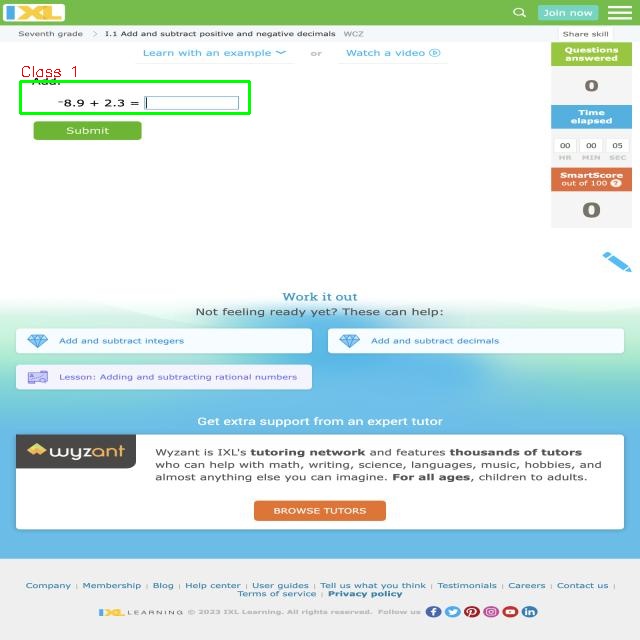 IXL
Join now
Seventh grade > I.1 Add and subtract positive and negative decimals WCZ
Share skill
Learn with an example or Watch a video
Questions answered
0
Time elapsed
00 00 05
HR MIN SEC
SmartScore
out of 100 ?
0
Class 1
Add.
-8.9 + 2.3 =
Submit
Work it out
Not feeling ready yet? These can help:
Add and subtract integers
Add and subtract decimals
Lesson: Adding and subtracting rational numbers
Get extra support from an expert tutor
wyzant
Wyzant is IXL's tutoring network and features thousands of tutors
who can help with math, writing, science, languages, music, hobbies, and
almost anything else you can imagine. For all ages, children to adults.
BROWSE TUTORS
Company | Membership | Blog | Help center | User guides | Tell us what you think | Testimonials | Careers | Contact us |
Terms of service | Privacy policy
IXL LEARNING © 2023 IXL Learning. All rights reserved. Follow us